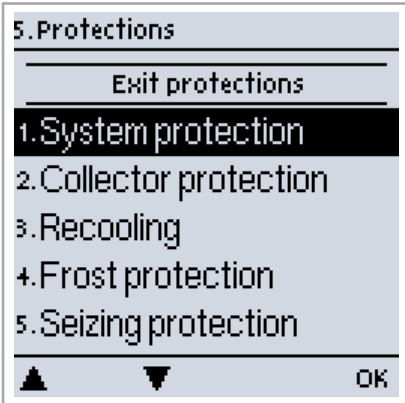 5.Protections
Exit protections
1.System protection
2.Collector protection
3.Recooling
4.Frost protection
5.Seizing protection
▲ ▼ OK